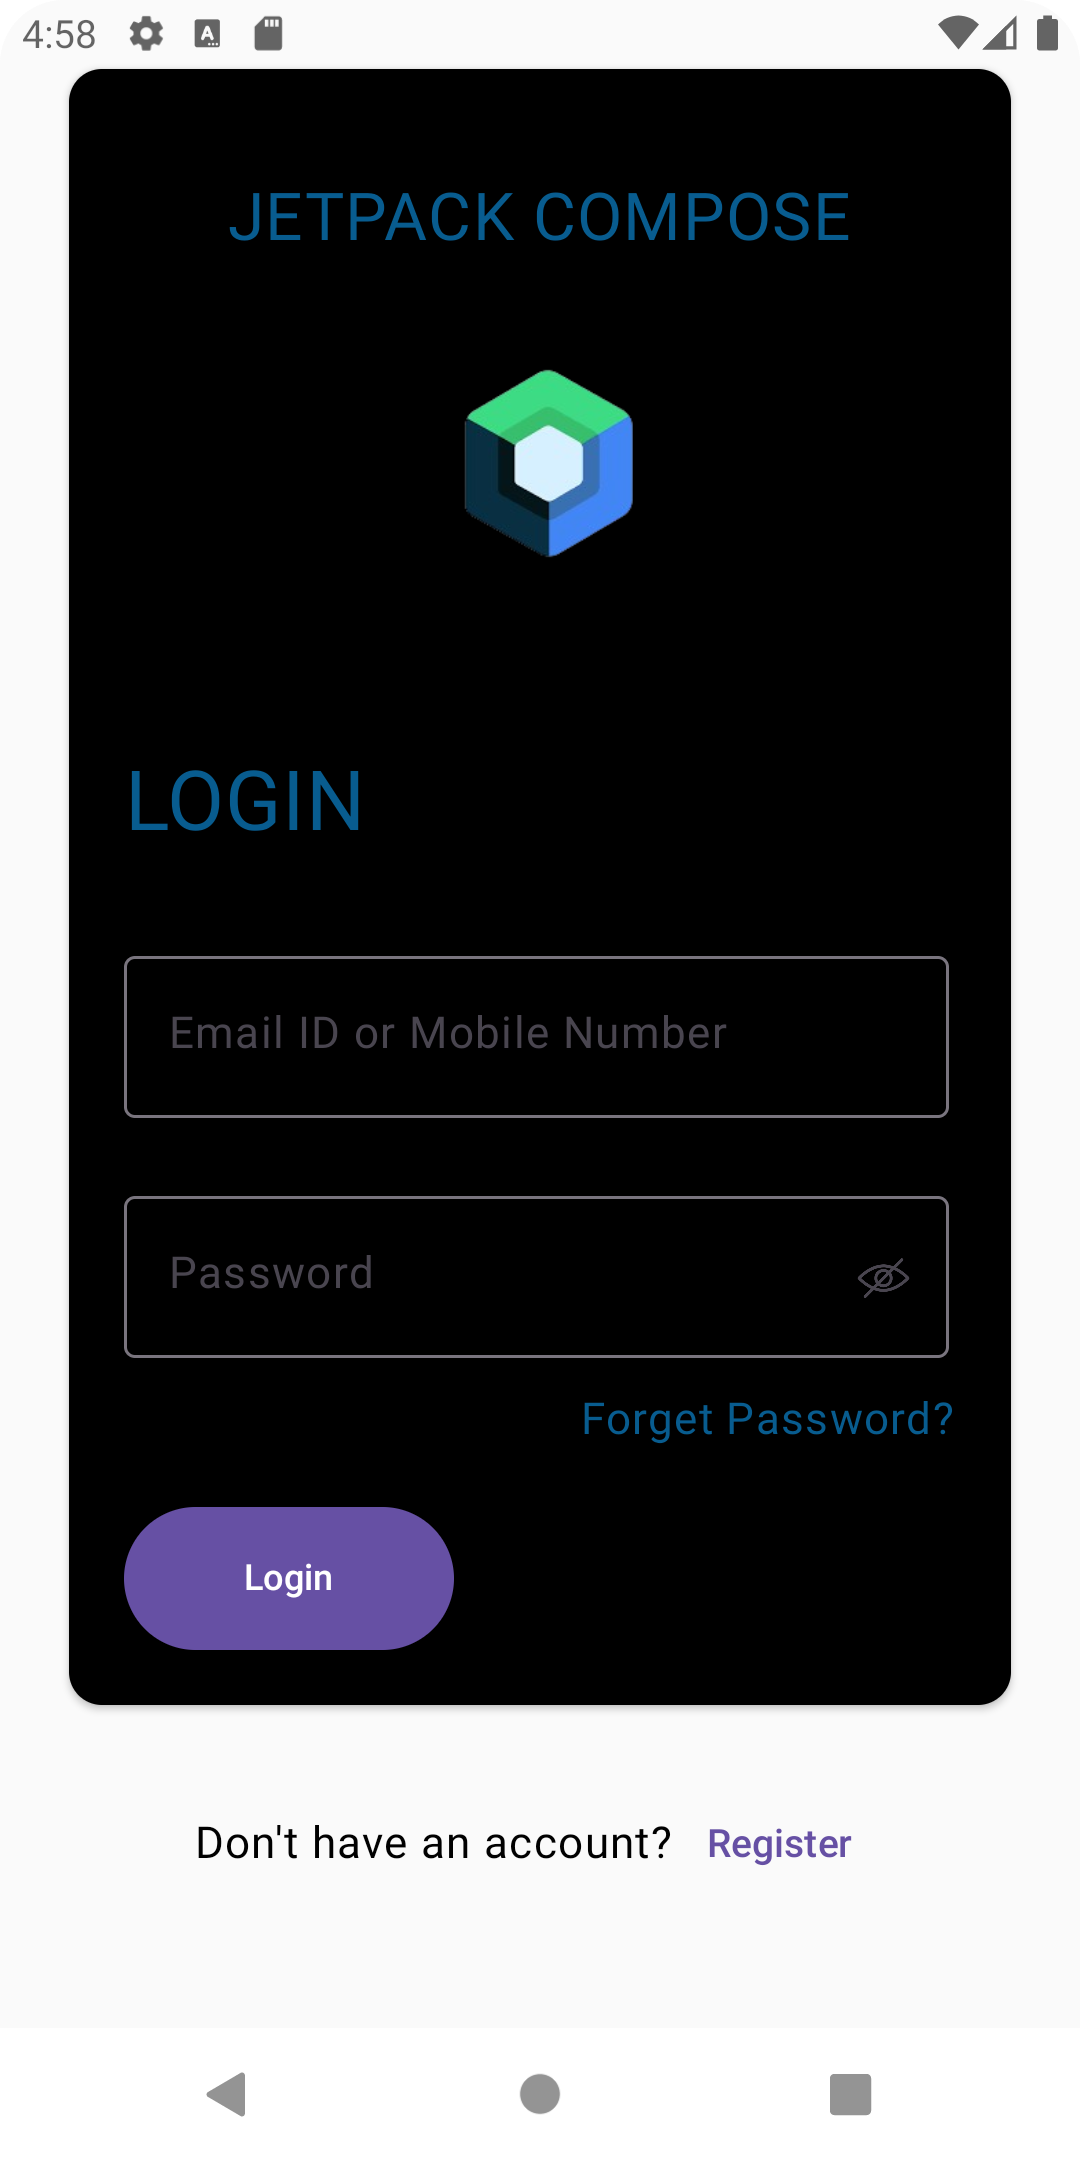 4:58
JETPACK COMPOSE
LOGIN
Email ID or Mobile Number
Password
Forget Password?
Login
Don't have an account? Register